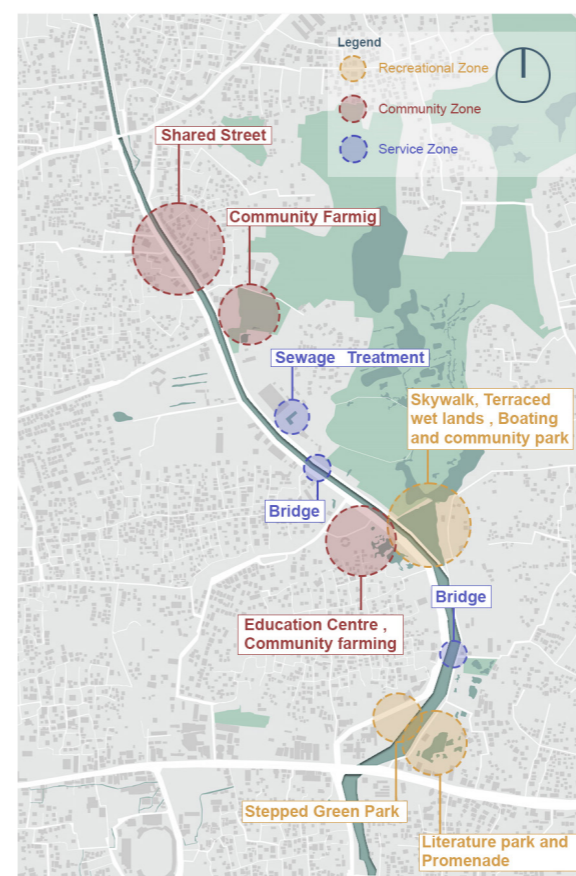 Legend
Recreational Zone
Community Zone
Service Zone
Shared Street
Community Farmig
Sewage Treatment
Skywalk, Terraced
wet lands , Boating
and community park
Bridge
Education Centre ,
Community farming
Bridge
Stepped Green Park
Literature park and
Promenade